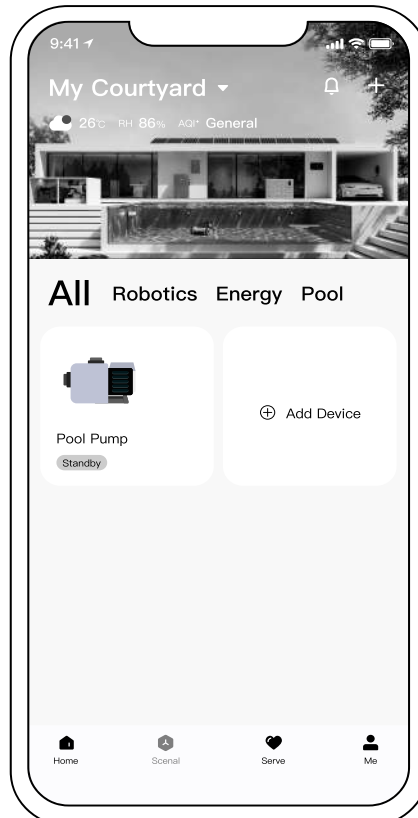 9:41
My Courtyard
26°C RH 86% AQI* General
All Robotics Energy Pool
Add Device
Pool Pump
Standby
Home Scenal Serve Me